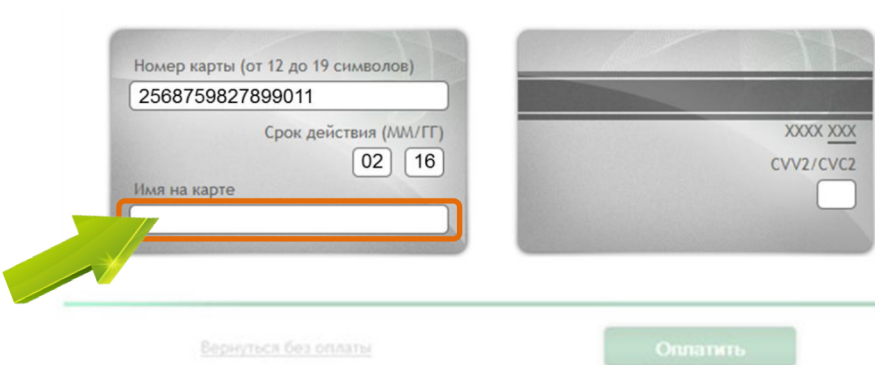 Номер карты (от 12 до 19 символов)
2568759827899011
Срок действия (ММ/ГГ)
02 16
Имя на карте
XXXX XXX
CVV2/CVC2
Вернуться без оплаты
Оплатить